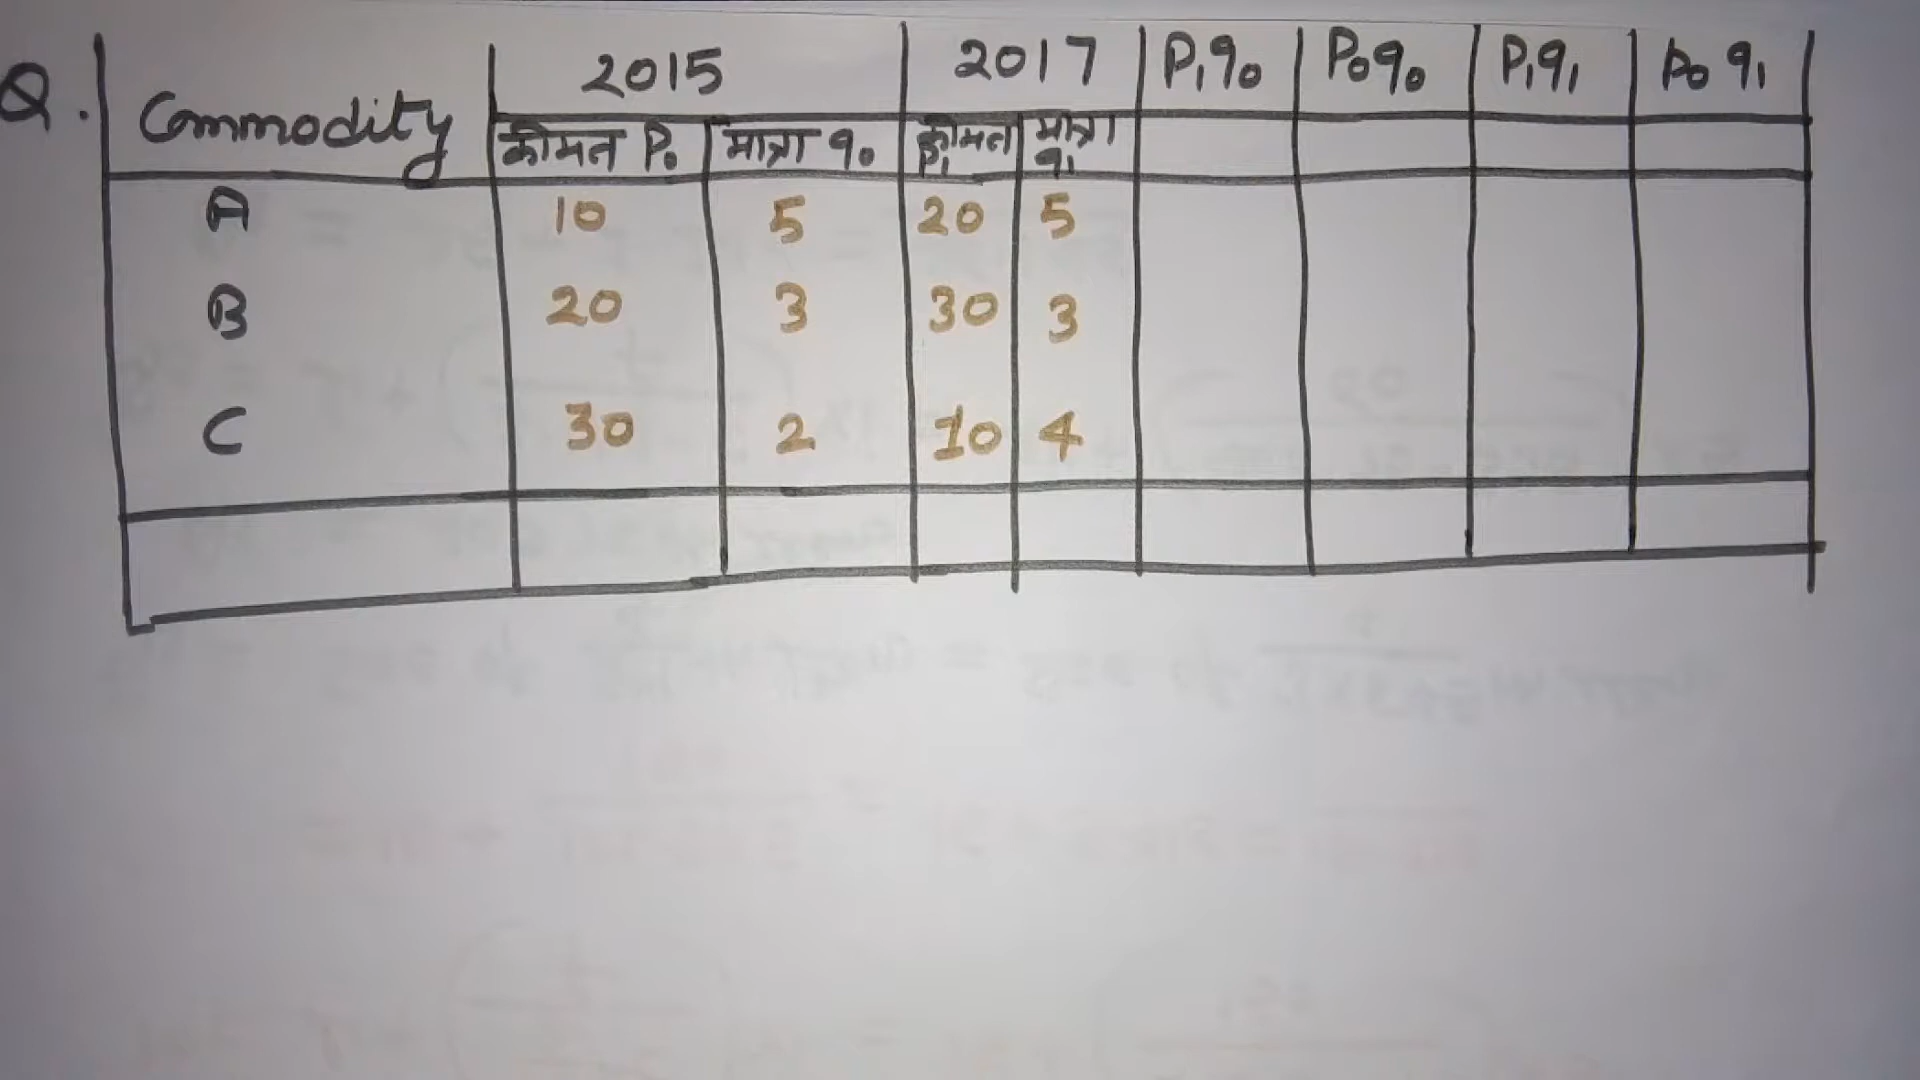 Q. Commodity 2015 2017 P₁q₀ P₀q₀ P₁q₁ P₀q₁
कीमत P₀ मात्रा q₀ कीमत P₁ मात्रा q₁
A 10 5 20 5
B 20 3 30 3
C 30 2 10 4